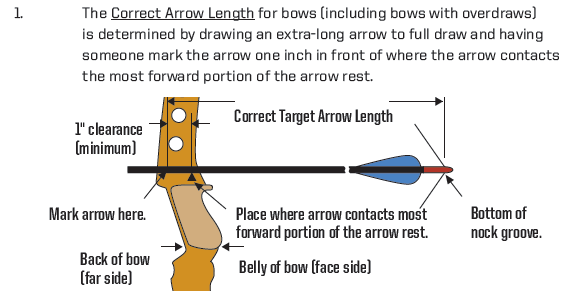 1. The Correct Arrow Length for bows (including bows with overdraws)
is determined by drawing an extra-long arrow to full draw and having
someone mark the arrow one inch in front of where the arrow contacts
the most forward portion of the arrow rest.
Correct Target Arrow Length
1" clearance
(minimum)
Mark arrow here.
Place where arrow contacts most
forward portion of the arrow rest.
Bottom of
nock groove.
Back of bow
(far side)
Belly of bow (face side)